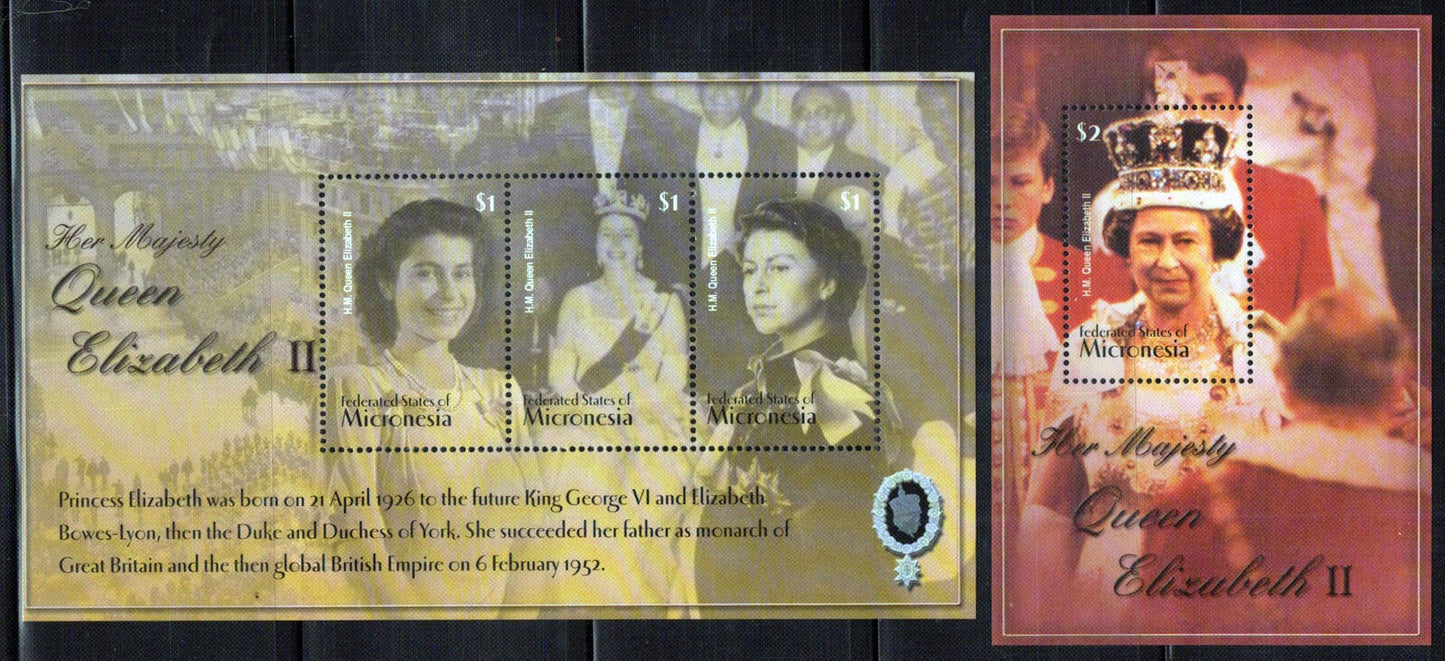 Her Majesty
Queen
Elizabeth II
$1
H.M. Queen Elizabeth II
Federated States of
Micronesia
$1
H.M. Queen Elizabeth II
Federated States of
Micronesia
$1
H.M. Queen Elizabeth II
Federated States of
Micronesia
Princess Elizabeth was born on 21 April 1926 to the future King George VI and Elizabeth
Bowes-Lyon, then the Duke and Duchess of York. She succeeded her father as monarch of
Great Britain and the then global British Empire on 6 February 1952.
$2
H.M. Queen Elizabeth II
Federated States of
Micronesia
Her Majesty
Queen
Elizabeth II